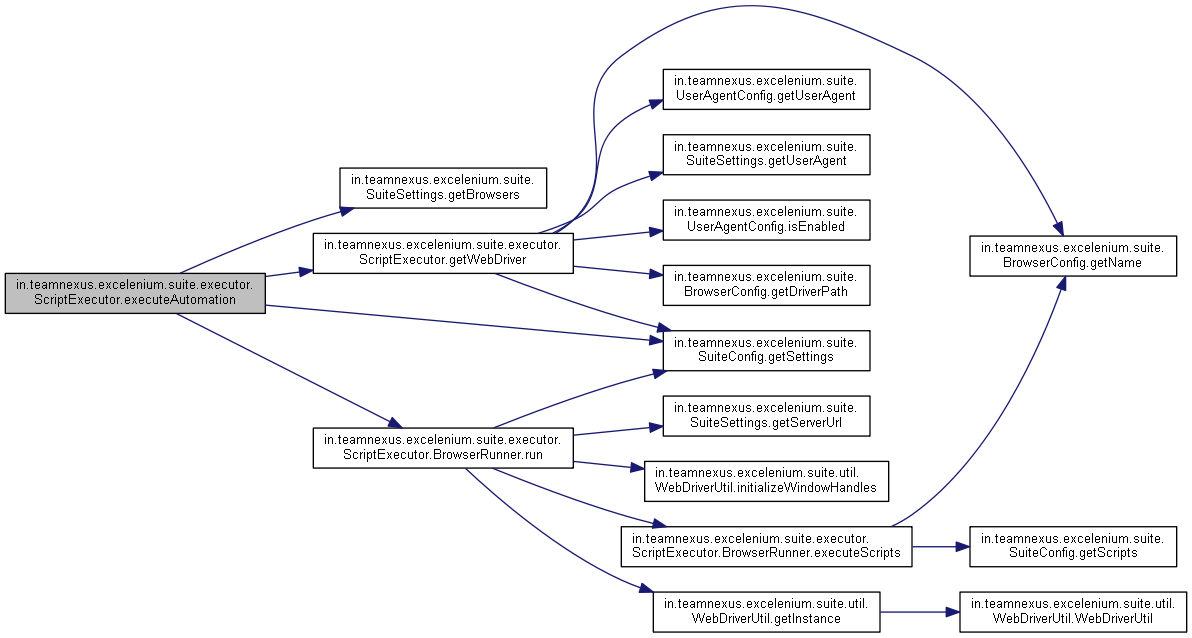 in.teamnexus.excelenium.suite.executor.
ScriptExecutor.executeAutomation
in.teamnexus.excelenium.suite.
SuiteSettings.getBrowsers
in.teamnexus.excelenium.suite.executor.
ScriptExecutor.getWebDriver
in.teamnexus.excelenium.suite.executor.
ScriptExecutor.BrowserRunner.run
in.teamnexus.excelenium.suite.
UserAgentConfig.getUserAgent
in.teamnexus.excelenium.suite.
SuiteSettings.getUserAgent
in.teamnexus.excelenium.suite.
UserAgentConfig.isEnabled
in.teamnexus.excelenium.suite.
BrowserConfig.getDriverPath
in.teamnexus.excelenium.suite.
SuiteConfig.getSettings
in.teamnexus.excelenium.suite.
SuiteSettings.getServerUrl
in.teamnexus.excelenium.suite.util.
WebDriverUtil.initializeWindowHandles
in.teamnexus.excelenium.suite.executor.
ScriptExecutor.BrowserRunner.executeScripts
in.teamnexus.excelenium.suite.util.
WebDriverUtil.getInstance
in.teamnexus.excelenium.suite.
BrowserConfig.getName
in.teamnexus.excelenium.suite.
SuiteConfig.getScripts
in.teamnexus.excelenium.suite.util.
WebDriverUtil.WebDriverUtil